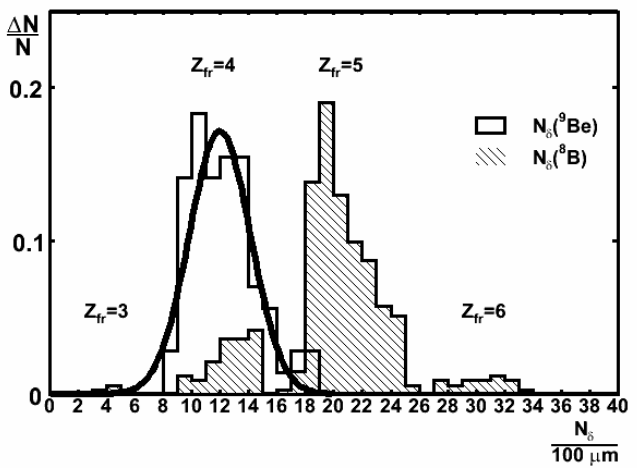 ΔN
N
Z_fr=4
Z_fr=5
0.2
N_δ(⁹Be)
N_δ(⁸B)
0.1
Z_fr=3
Z_fr=6
0
0 2 4 6 8 10 12 14 16 18 20 22 24 26 28 30 32 34 36 38 40
N_δ
100 μm